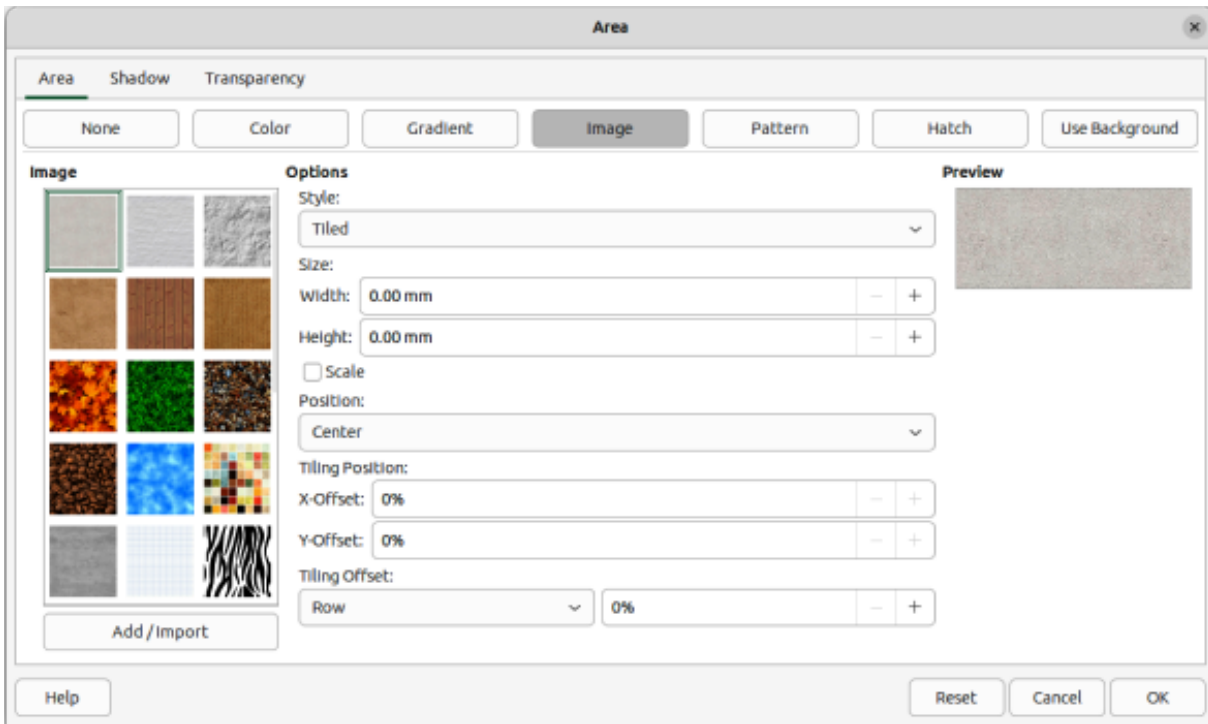 Area
Area Shadow Transparency
None Color Gradient Image Pattern Hatch Use Background
Image Options Preview
Style:
Tiled
Size:
Width: 0.00 mm
Height: 0.00 mm
Scale
Position:
Center
Tiling Position:
X-Offset: 0%
Y-Offset: 0%
Tiling Offset:
Row 0%
Add / Import
Help Reset Cancel OK